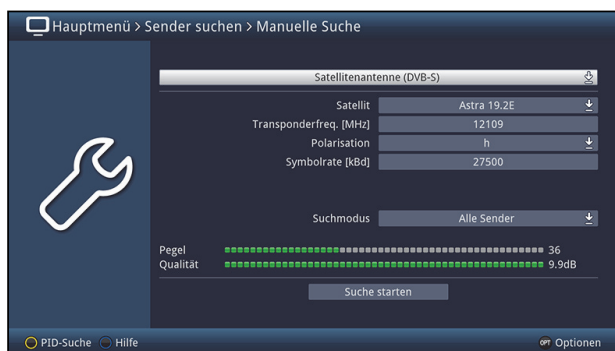 Hauptmenü > Sender suchen > Manuelle Suche
Satellitenantenne (DVB-S)
Satellit Astra 19.2E
Transponderfreq. [MHz] 12109
Polarisation h
Symbolrate [kBd] 27500
Suchmodus Alle Sender
Pegel 36
Qualität 9.9dB
Suche starten
PID-Suche Hilfe OPT Optionen